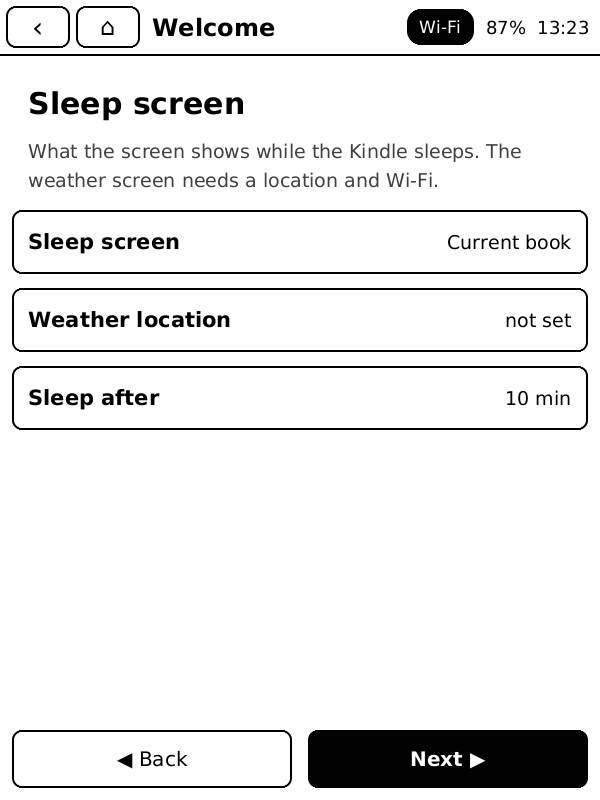 ‹ ⌂ Welcome Wi-Fi 87% 13:23
Sleep screen
What the screen shows while the Kindle sleeps. The
weather screen needs a location and Wi-Fi.
Sleep screen Current book
Weather location not set
Sleep after 10 min
◀ Back Next ▶